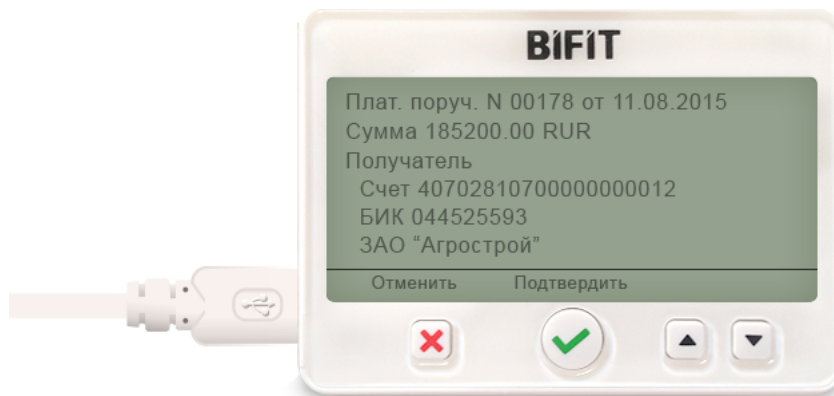 BIFIT
Плат. поруч. N 00178 от 11.08.2015
Сумма 185200.00 RUR
Получатель
Счет 40702810700000000012
БИК 044525593
ЗАО “Агрострой”
Отменить Подтвердить